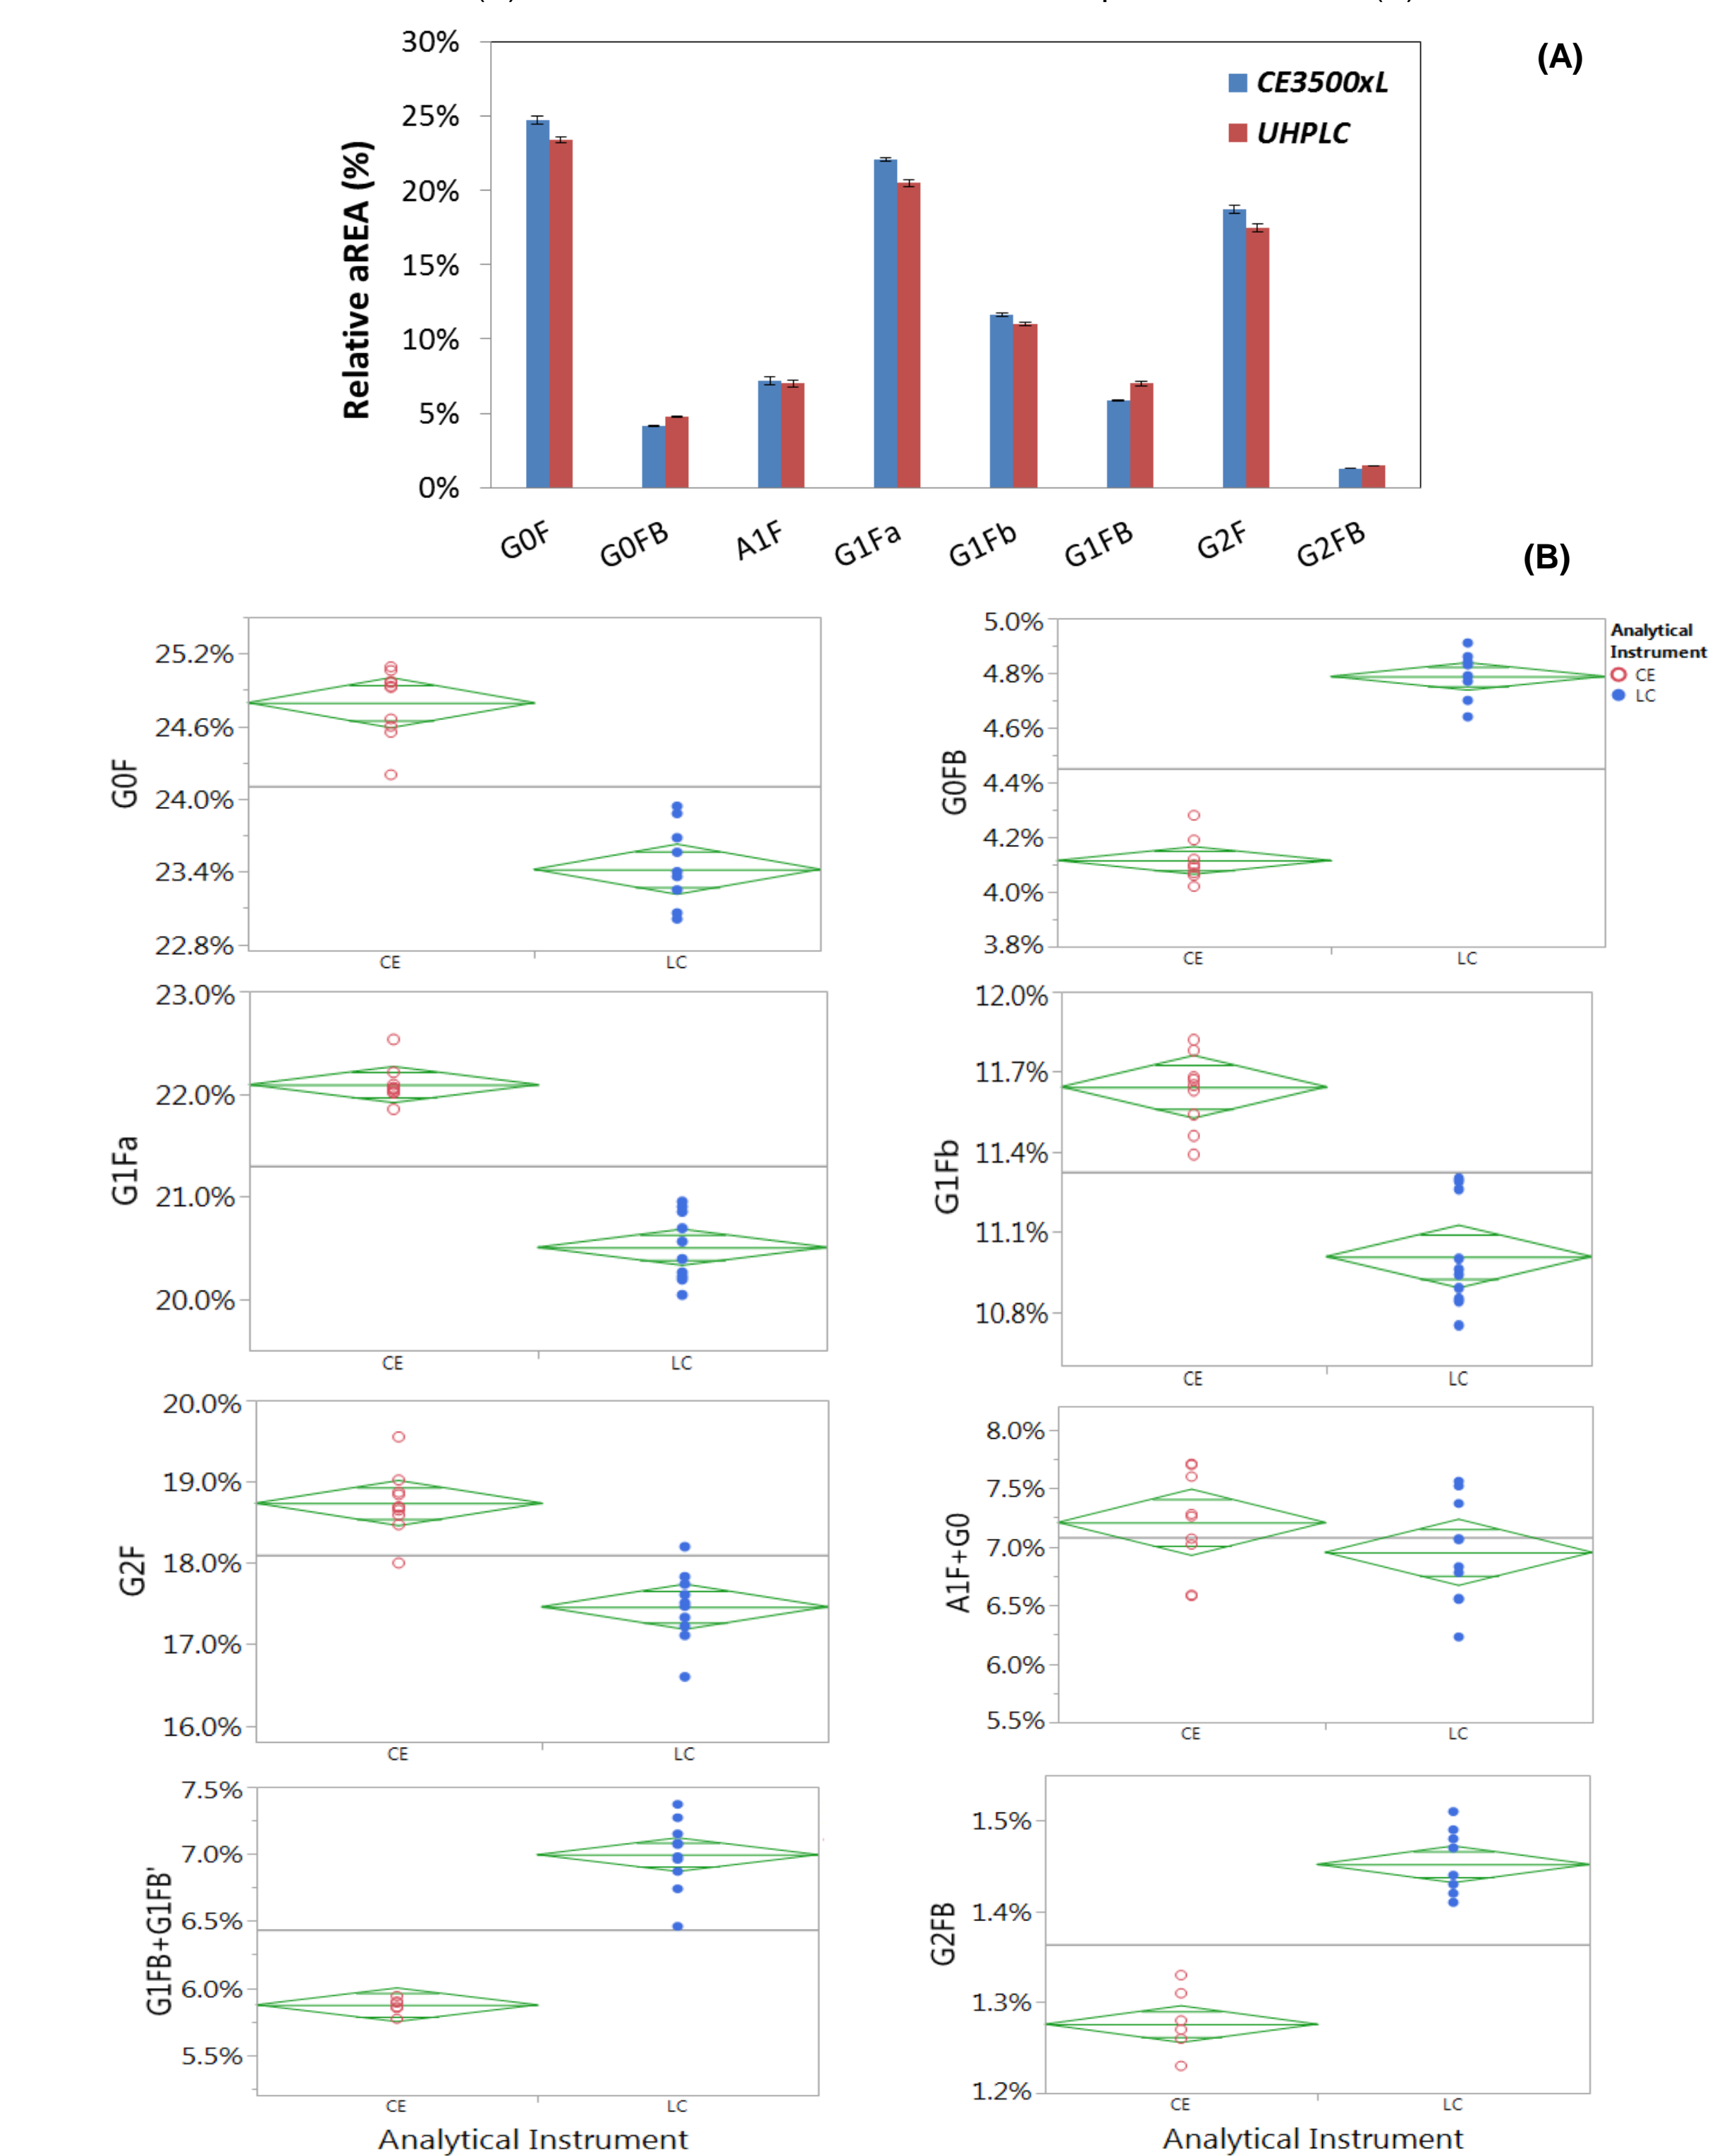 30%
(A)
CE3500xL
25%
UHPLC
20%
15%
10%
5%
0%
Relative aREA (%)
G0F G0FB A1F G1Fa G1Fb G1FB G2F G2FB
(B)
G0F
25.2%
24.6%
24.0%
23.4%
22.8%
CE LC
G0FB
5.0%
4.8%
4.6%
4.4%
4.2%
4.0%
3.8%
CE LC
Analytical
Instrument
CE
LC
G1Fa
23.0%
22.0%
21.0%
20.0%
CE LC
G1Fb
12.0%
11.7%
11.4%
11.1%
10.8%
CE LC
G2F
20.0%
19.0%
18.0%
17.0%
16.0%
CE LC
A1F+G0
8.0%
7.5%
7.0%
6.5%
6.0%
5.5%
CE LC
G1FB+G1FB'
7.5%
7.0%
6.5%
6.0%
5.5%
CE LC
Analytical Instrument
G2FB
1.5%
1.4%
1.3%
1.2%
CE LC
Analytical Instrument